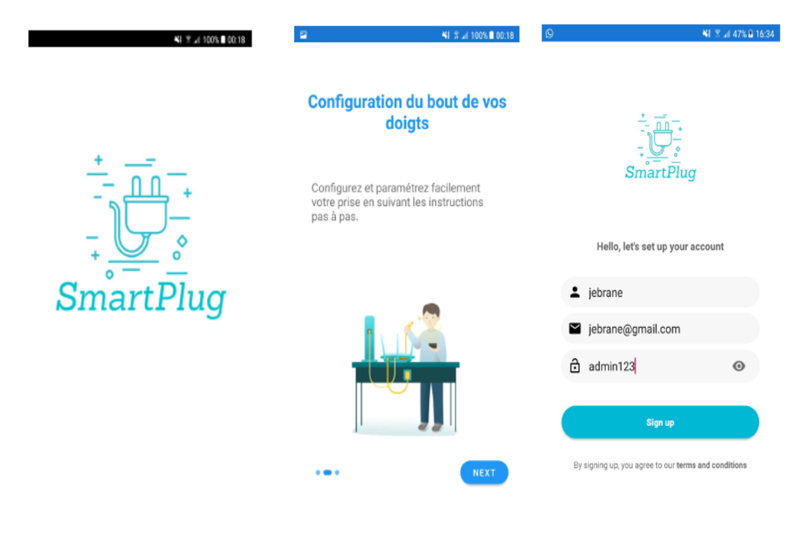 100% 00:18
SmartPlug
100% 00:18
Configuration du bout de vos
doigts
Configurez et paramétrez facilement
votre prise en suivant les instructions
pas à pas.
NEXT
47% 16:34
SmartPlug
Hello, let's set up your account
jebrane
jebrane@gmail.com
admin123
Sign up
By signing up, you agree to our terms and conditions